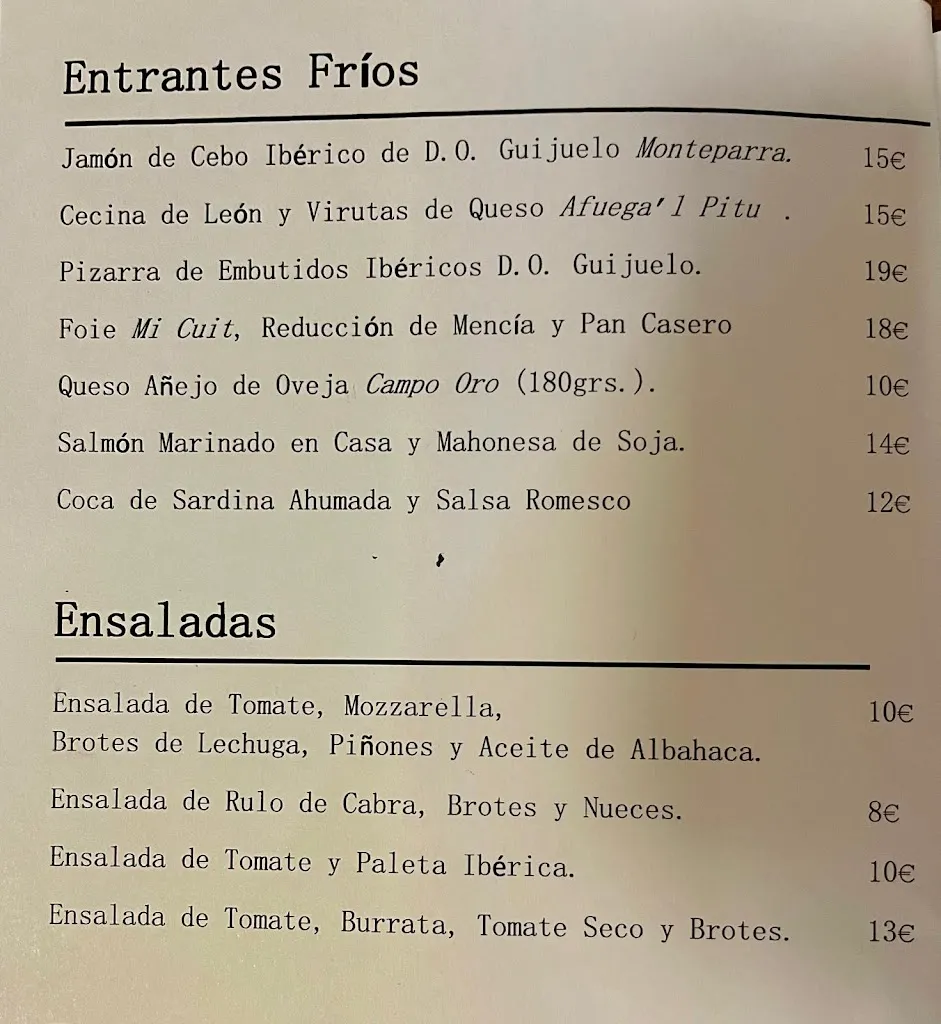 Entrantes Fríos
Jamón de Cebo Ibérico de D.O. Guijuelo Monteparra. 15€
Cecina de León y Virutas de Queso Afuega'l Pitu . 15€
Pizarra de Embutidos Ibéricos D.O. Guijuelo. 19€
Foie Mi Cuit, Reducción de Mencía y Pan Casero 18€
Queso Añejo de Oveja Campo Oro (180grs.). 10€
Salmón Marinado en Casa y Mahonesa de Soja. 14€
Coca de Sardina Ahumada y Salsa Romesco 12€
Ensaladas
Ensalada de Tomate, Mozzarella, 10€
Brotes de Lechuga, Piñones y Aceite de Albahaca.
Ensalada de Rulo de Cabra, Brotes y Nueces. 8€
Ensalada de Tomate y Paleta Ibérica. 10€
Ensalada de Tomate, Burrata, Tomate Seco y Brotes. 13€